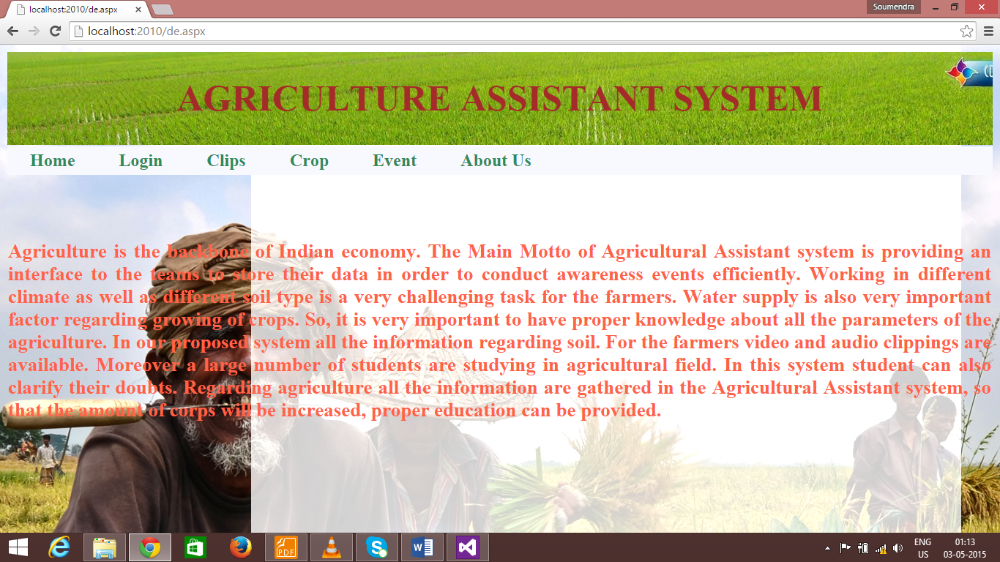 localhost:2010/de.aspx
Soumendra
localhost:2010/de.aspx
AGRICULTURE ASSISTANT SYSTEM
Home Login Clips Crop Event About Us
Agriculture is the backbone of Indian economy. The Main Motto of Agricultural Assistant system is providing an
interface to the teams to store their data in order to conduct awareness events efficiently. Working in different
climate as well as different soil type is a very challenging task for the farmers. Water supply is also very important
factor regarding growing of crops. So, it is very important to have proper knowledge about all the parameters of the
agriculture. In our proposed system all the information regarding soil. For the farmers video and audio clippings are
available. Moreover a large number of students are studying in agricultural field. In this system student can also
clarify their doubts. Regarding agriculture all the information are gathered in the Agricultural Assistant system, so
that the amount of corps will be increased, proper education can be provided.
PDF
ENG 01:13
US 03-05-2015